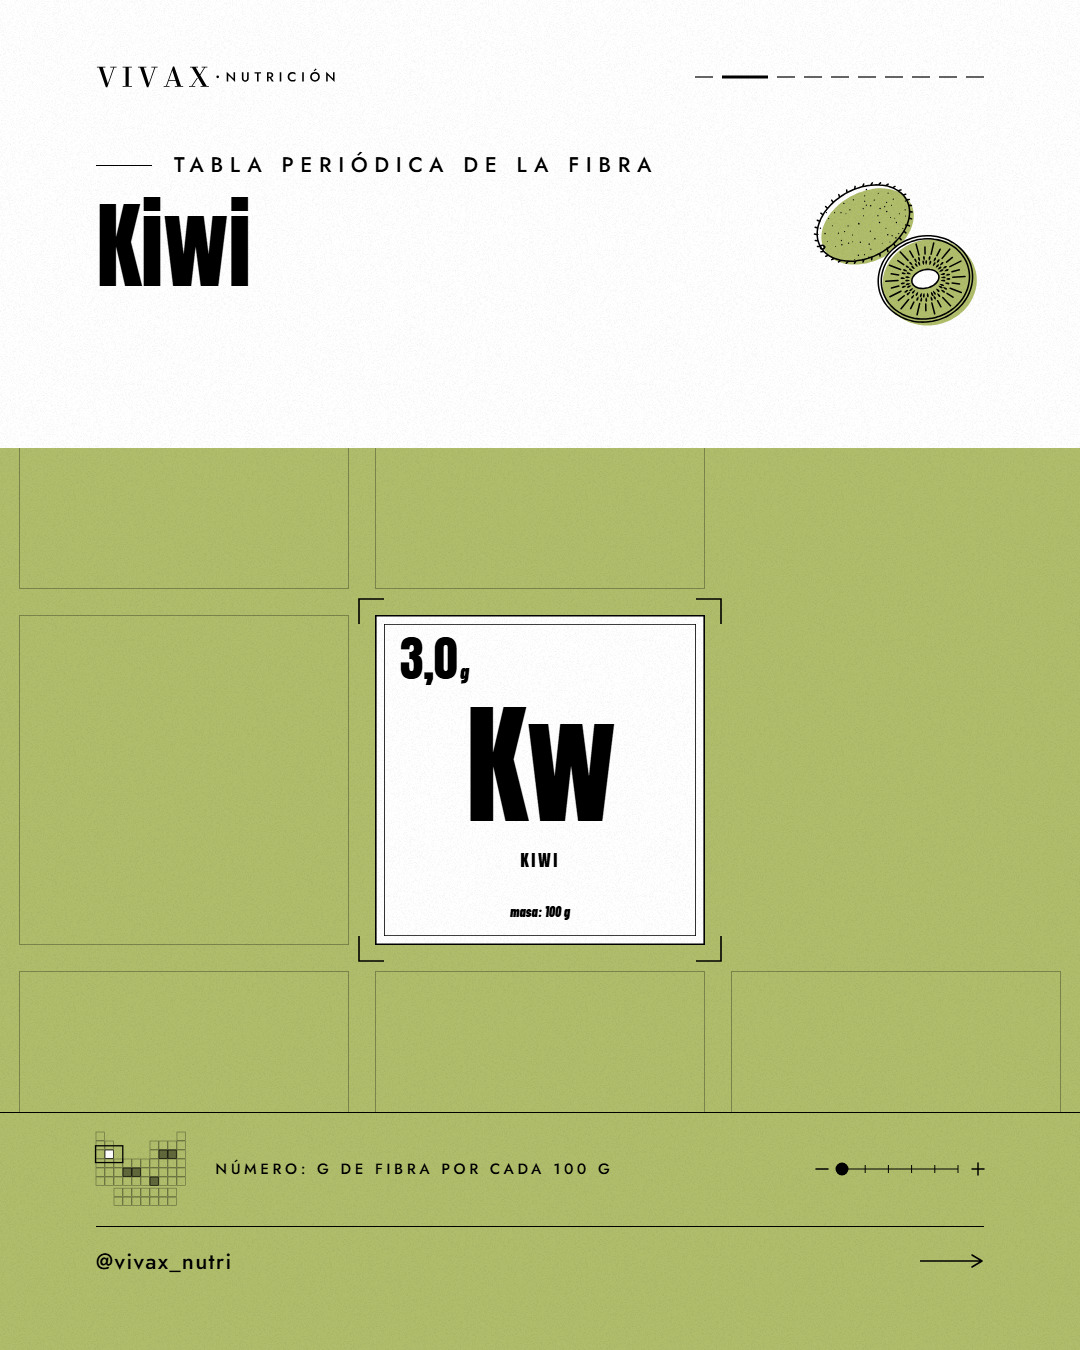 VIVAX·NUTRICIÓN
TABLA PERIÓDICA DE LA FIBRA
Kiwi
3,0g
Kw
KIWI
masa: 100 g
NÚMERO: G DE FIBRA POR CADA 100 G
@vivax_nutri